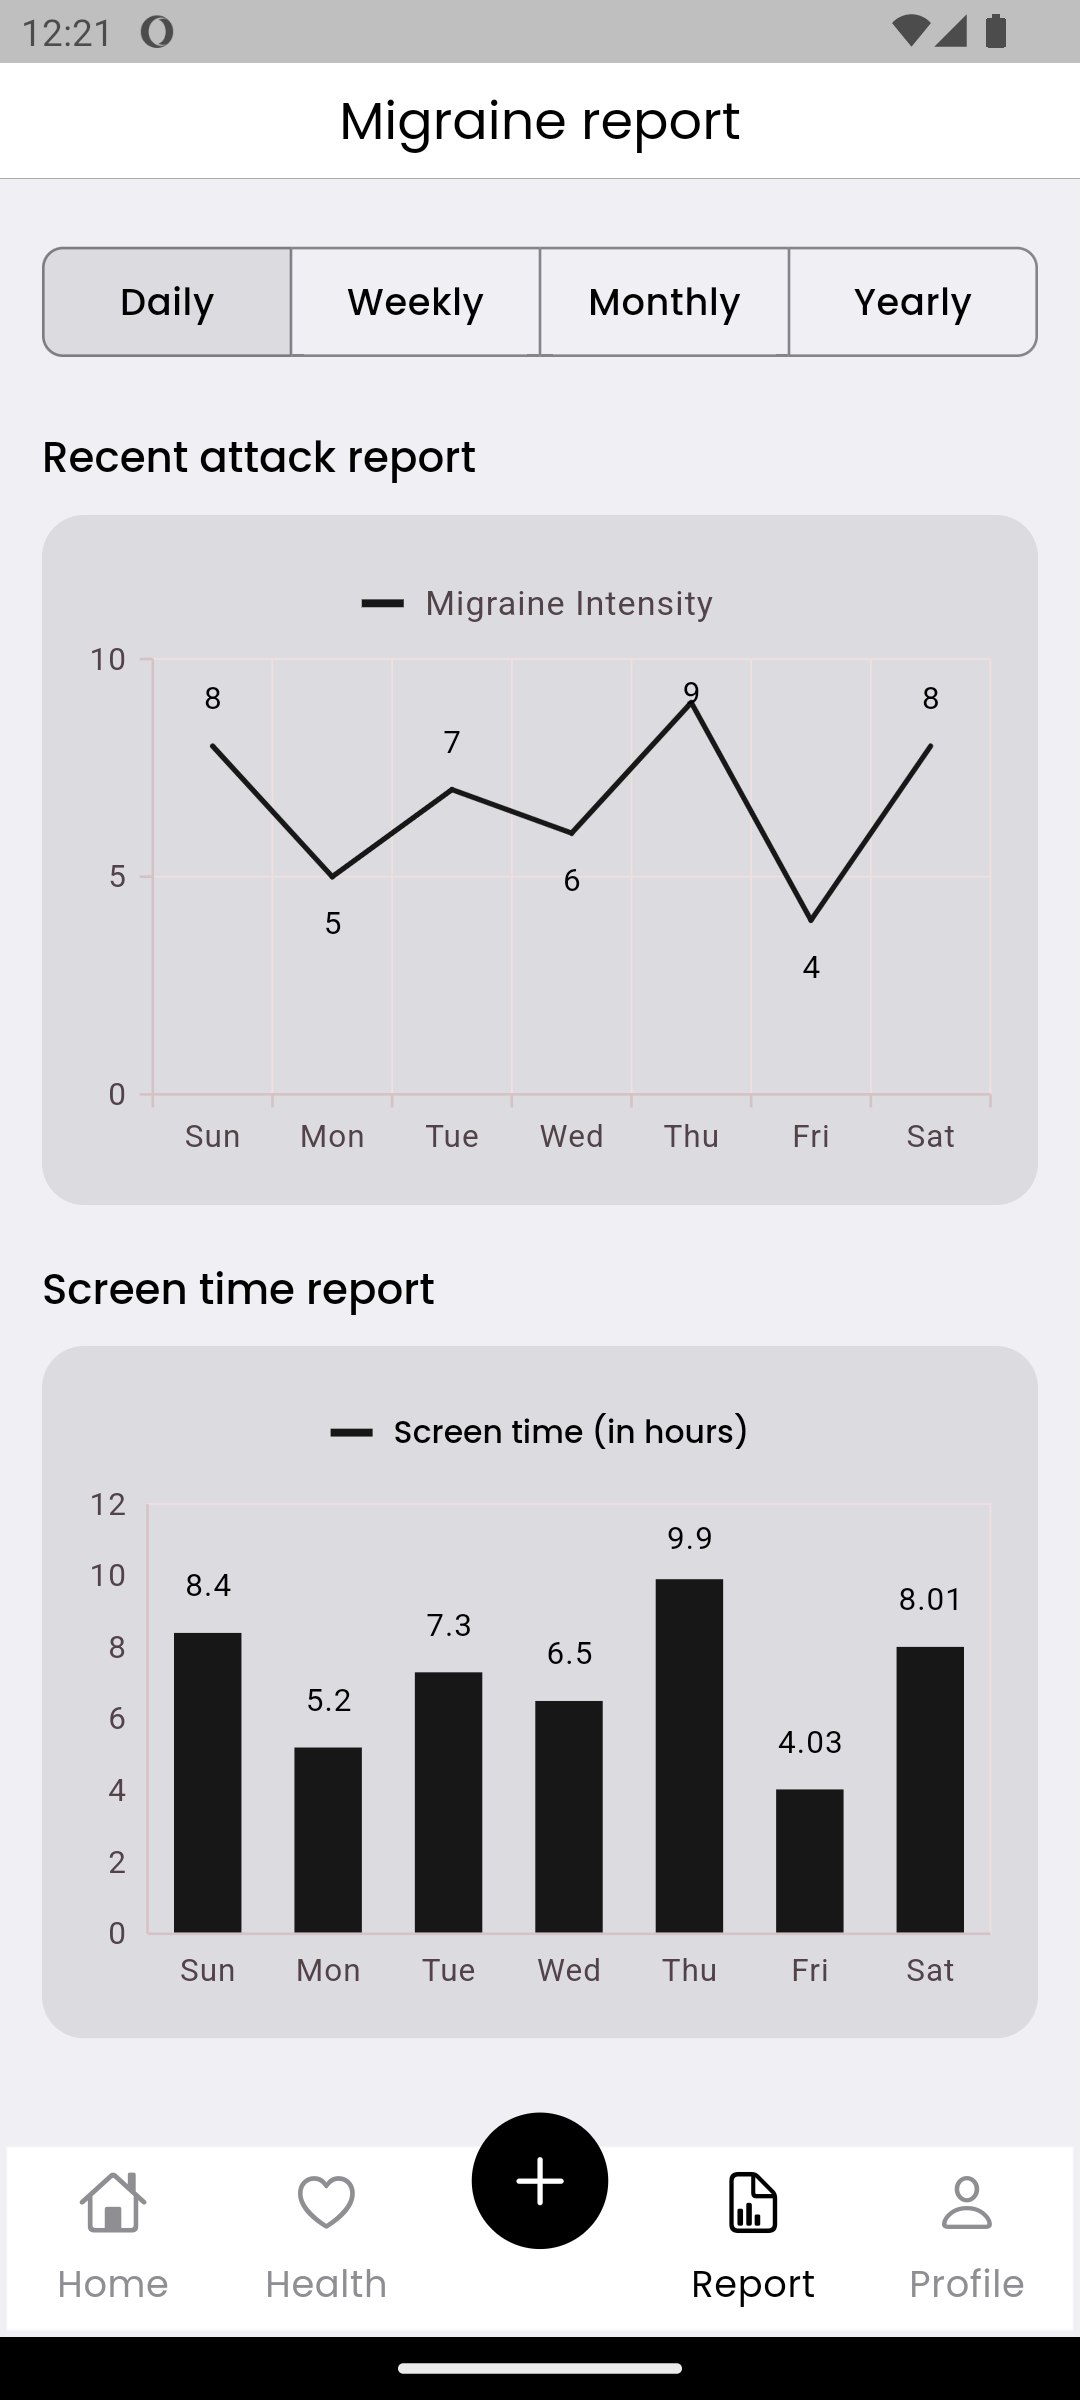 12:21
Migraine report
Daily Weekly Monthly Yearly
Recent attack report
Migraine Intensity
10
8 7 9 8
5
5 6 4
0
Sun Mon Tue Wed Thu Fri Sat
Screen time report
Screen time (in hours)
12
10
8
6
4
2
0
8.4 5.2 7.3 6.5 9.9 4.03 8.01
Sun Mon Tue Wed Thu Fri Sat
Home Health Report Profile